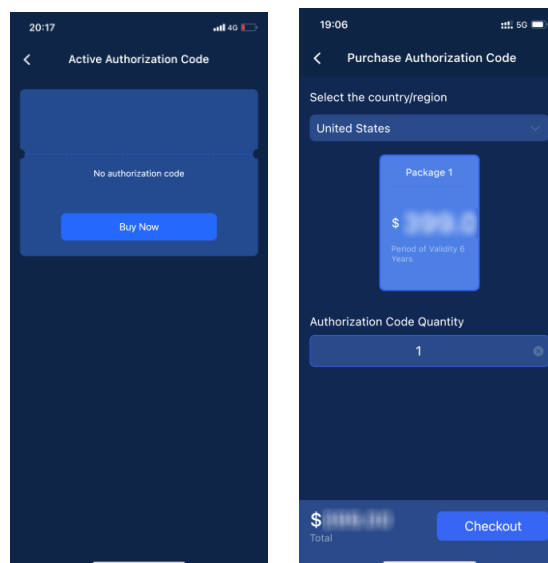 20:17
4G
Active Authorization Code
No authorization code
Buy Now
19:06
5G
Purchase Authorization Code
Select the country/region
United States
Package 1
$
Period of Validity 6
Years
Authorization Code Quantity
1
$
Total
Checkout